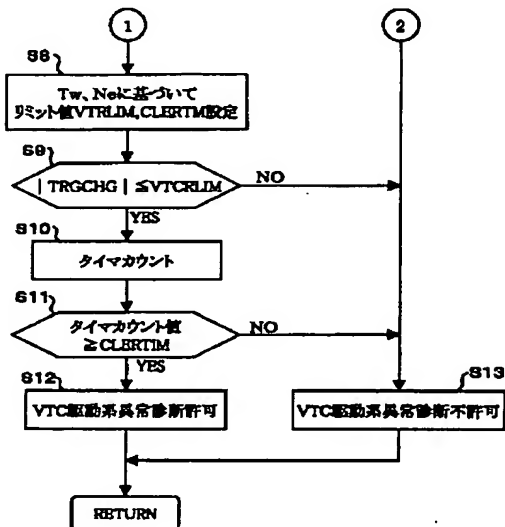 1
2
S8
Tw、Neに基づいて
リミット値VTRLIM,CLERTM設定
S9
| TRGCHG | ≦VTCRLIM
NO
YES
S10
タイマカウント
S11
タイマカウント値
≧CLERTIM
NO
YES
S12
VTC駆動系異常診断許可
S13
VTC駆動系異常診断不許可
RETURN